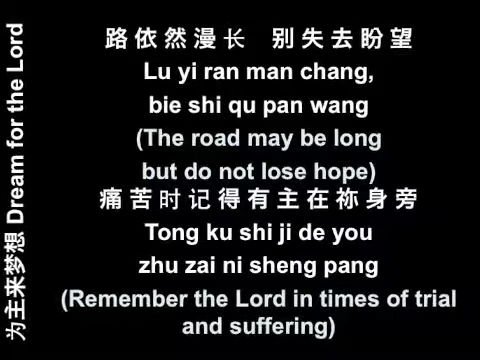 为主来梦想 Dream for the Lord
路依然漫长 别失去盼望
Lu yi ran man chang,
bie shi qu pan wang
(The road may be long
but do not lose hope)
痛苦时记得有主在祢身旁
Tong ku shi ji de you
zhu zai ni sheng pang
(Remember the Lord in times of trial
and suffering)